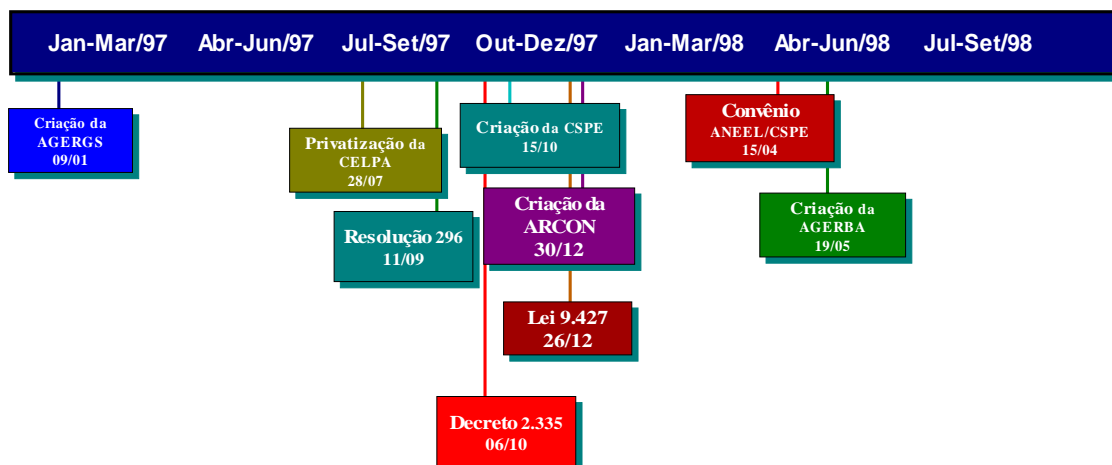 Jan-Mar/97 Abr-Jun/97 Jul-Set/97 Out-Dez/97 Jan-Mar/98 Abr-Jun/98 Jul-Set/98
Criação da
AGERGS
09/01
Privatização da
CELPA
28/07
Resolução 296
11/09
Criação da CSPE
15/10
Criação da
ARCON
30/12
Lei 9.427
26/12
Decreto 2.335
06/10
Convênio
ANEEL/CSPE
15/04
Criação da
AGERBA
19/05